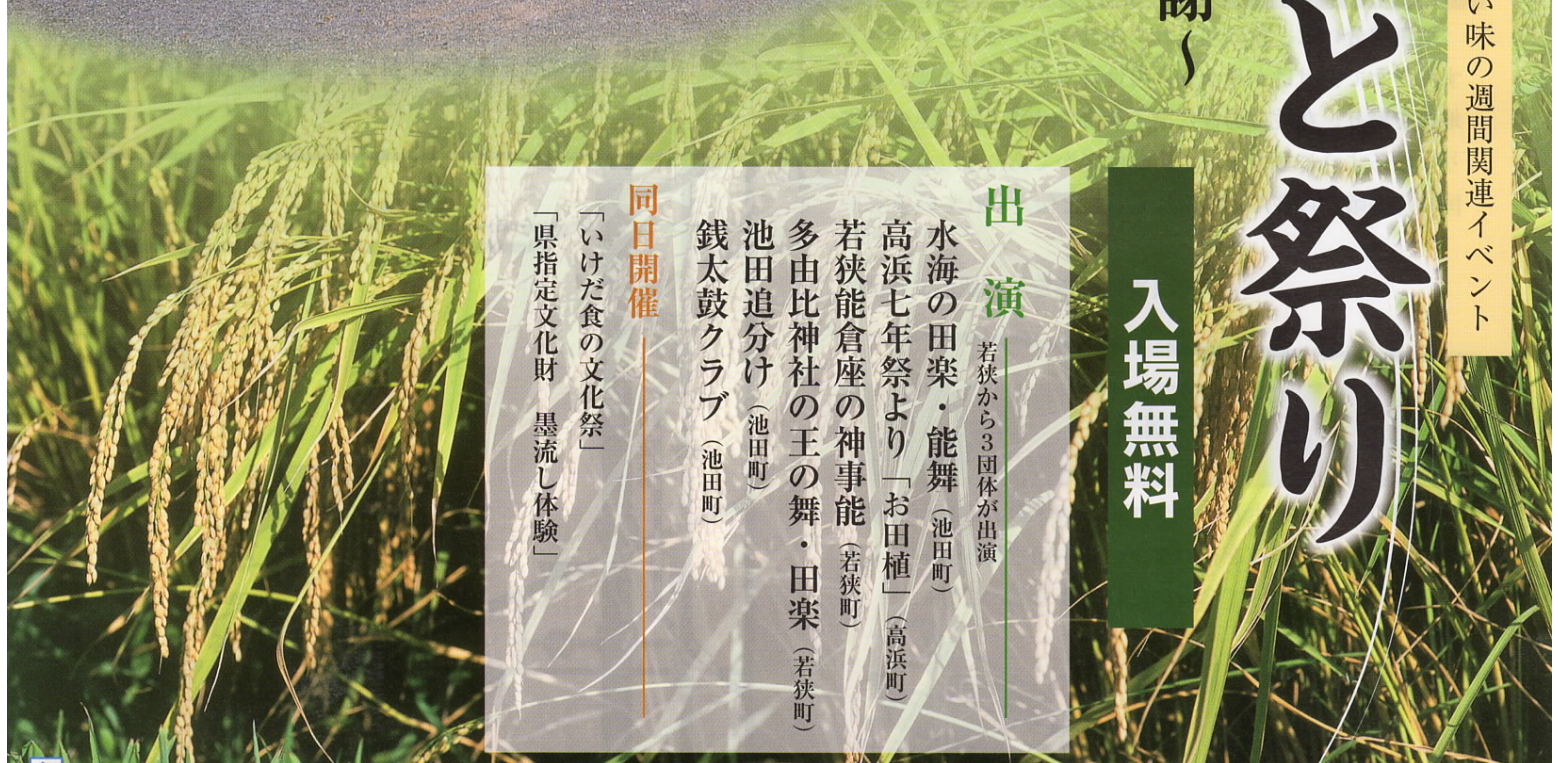 い味の週間関連イベント
と祭り
謝~
入場無料
出演
若狭から3団体が出演
水海の田楽・能舞(池田町)
高浜七年祭より「お田植」(高浜町)
若狭能倉座の神事能(若狭町)
多由比神社の王の舞・田楽(若狭町)
池田追分け(池田町)
銭太鼓クラブ(池田町)
同日開催
「いけだ食の文化祭」
「県指定文化財 墨流し体験」